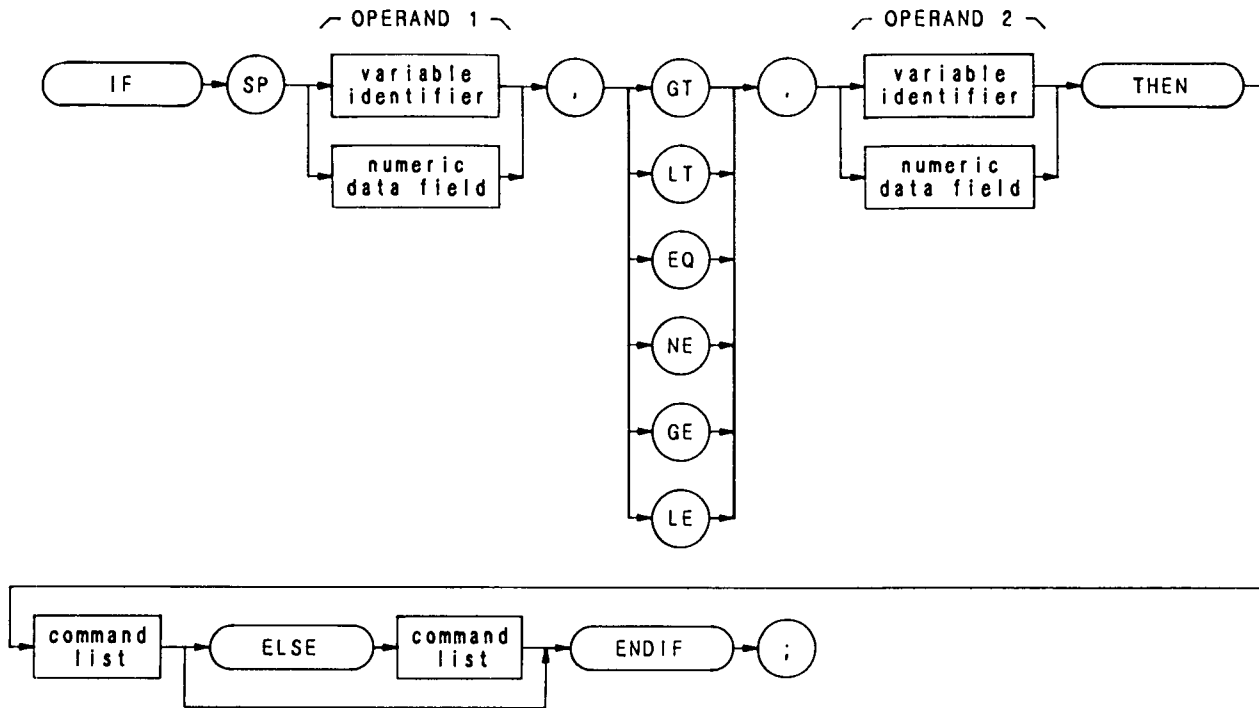 OPERAND 1
OPERAND 2
IF
SP
variable
identifier
numeric
data field
,
GT
LT
EQ
NE
GE
LE
,
variable
identifier
numeric
data field
THEN
command
list
ELSE
command
list
ENDIF
;